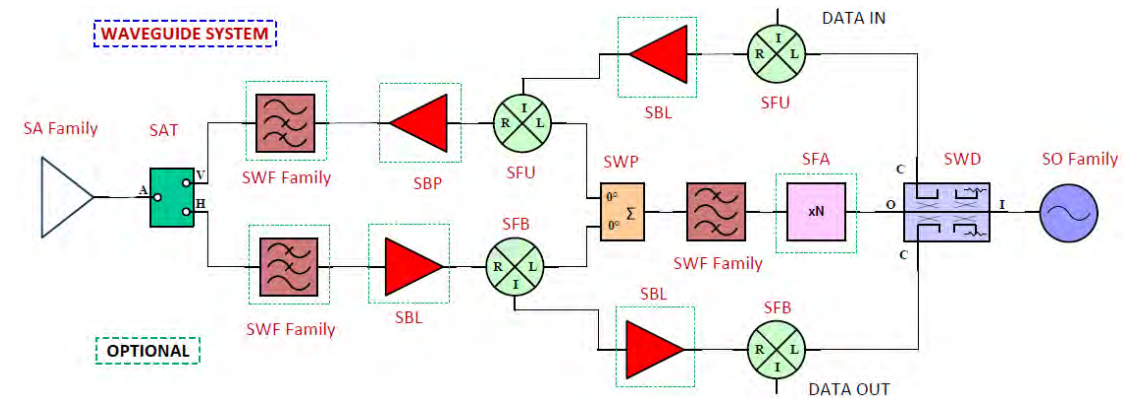 WAVEGUIDE SYSTEM
DATA IN
I
R L
SFU
SBL
SA Family
SAT
A
V
H
SWF Family
SBP
I
R L
SFU
SWP
0°
0°
Σ
SWF Family
SFA
xN
SWD
C
O
I
C
SO Family
SWF Family
SBL
SFB
R L
I
SBL
SFB
R L
I
DATA OUT
OPTIONAL